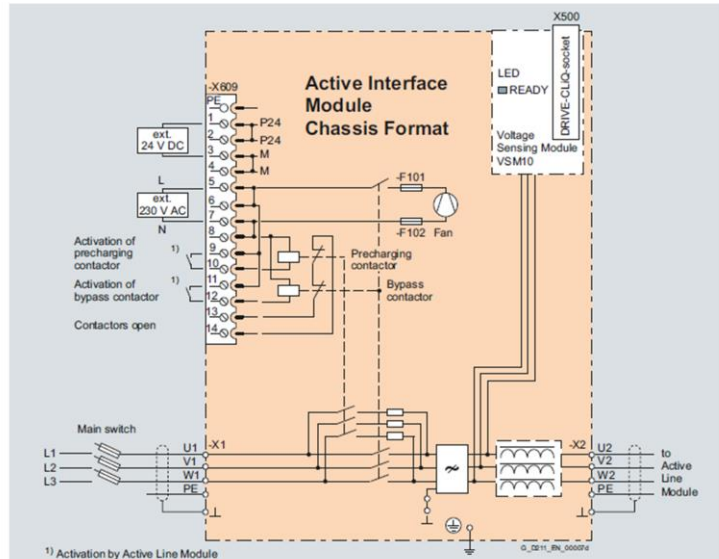 X500
-X609
Active Interface
Module
Chassis Format
LED
READY
DRIVE-CLiQ-socket
Voltage
Sensing Module
VSM10
PE
1
2
3
4
5
6
7
8
9
10
11
12
13
14
P24
P24
M
M
ext.
24 V DC
L
ext.
230 V AC
N
-F101
-F102
Fan
Activation of
precharging
contactor
1)
Activation of
bypass contactor
1)
Contactors open
Precharging
contactor
Bypass
contactor
Main switch
L1
L2
L3
U1
V1
W1
PE
-X1
-X2
U2
V2
W2
PE
to
Active
Line
Module
1) Activation by Active Line Module
G_D211_EN_00007d